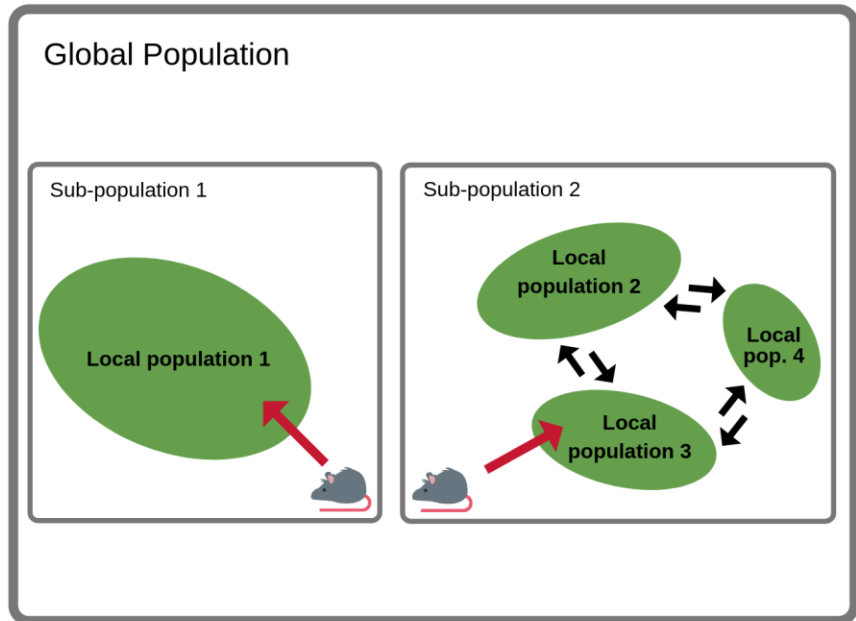 Global Population
Sub-population 1
Local population 1
Sub-population 2
Local
population 2
Local
pop. 4
Local
population 3